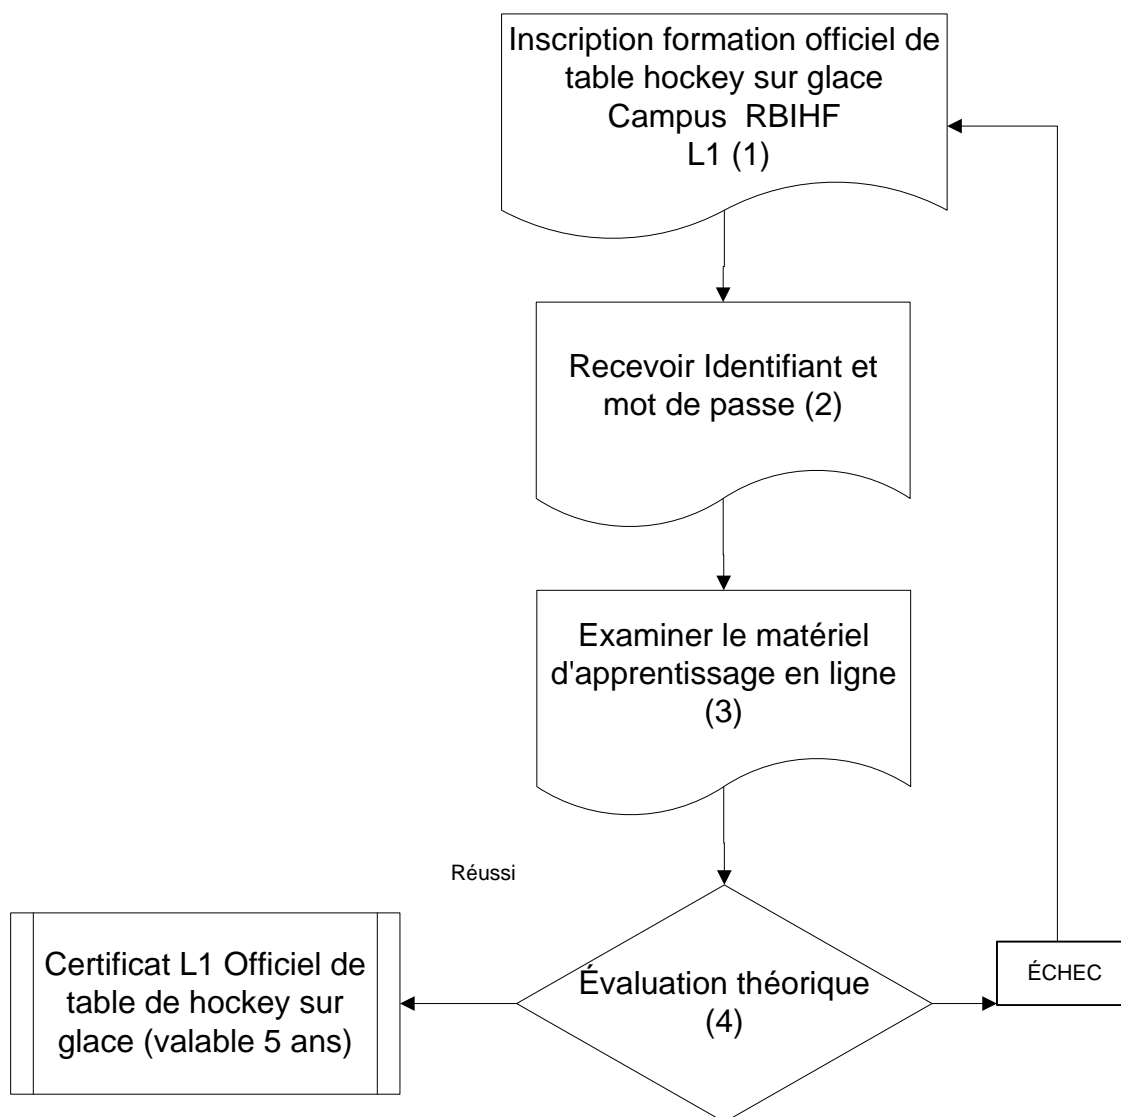 Inscription formation officiel de
table hockey sur glace
Campus  RBIHF
L1 (1)
Recevoir Identifiant et
mot de passe (2)
Examiner le matériel
d'apprentissage en ligne
(3)
Réussi
Certificat L1 Officiel de
table de hockey sur
glace (valable 5 ans)
Évaluation théorique
(4)
ÉCHEC